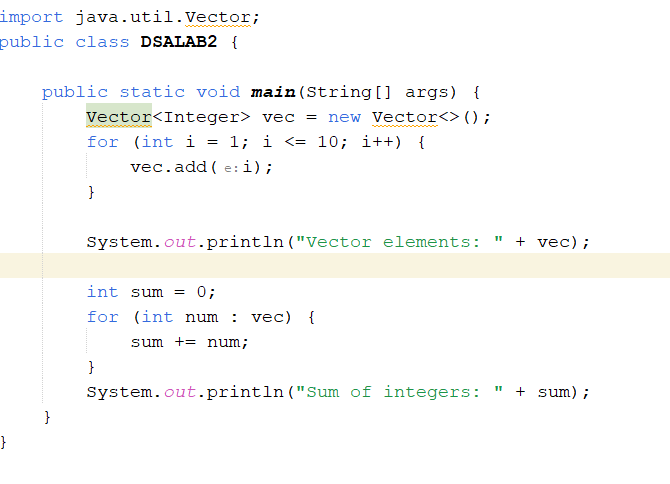 import java.util.Vector;
public class DSALAB2 {
public static void main(String[] args) {
Vector<Integer> vec = new Vector<>();
for (int i = 1; i <= 10; i++) {
vec.add( e: i);
}
System.out.println("Vector elements: " + vec);
int sum = 0;
for (int num : vec) {
sum += num;
}
System.out.println("Sum of integers: " + sum);
}
}